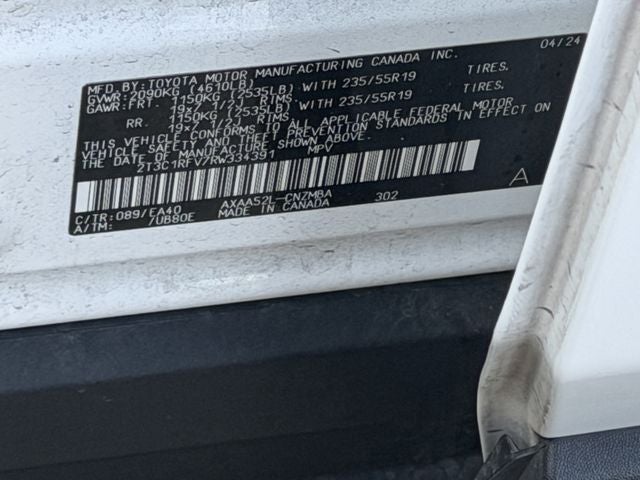 MFD. BY: TOYOTA MOTOR MANUFACTURING CANADA INC. 04/24
GVWR: 2090KG (4610LB)
GAWR: FRT. 1150KG (2535LB) WITH 235/55R19 TIRES.
19x7 1/2J RIMS
RR. 1150KG (2535LB) WITH 235/55R19 TIRES.
19x7 1/2J RIMS
THIS VEHICLE CONFORMS TO ALL APPLICABLE FEDERAL MOTOR
VEHICLE SAFETY AND THEFT PREVENTION STANDARDS IN EFFECT ON
THE DATE OF MANUFACTURE SHOWN ABOVE.
2T3C1RFV7RW334391 MPV
A
C/TR: 089/EA40 AXAA52L-CNZMBA 302
A/TM: /UB80E MADE IN CANADA